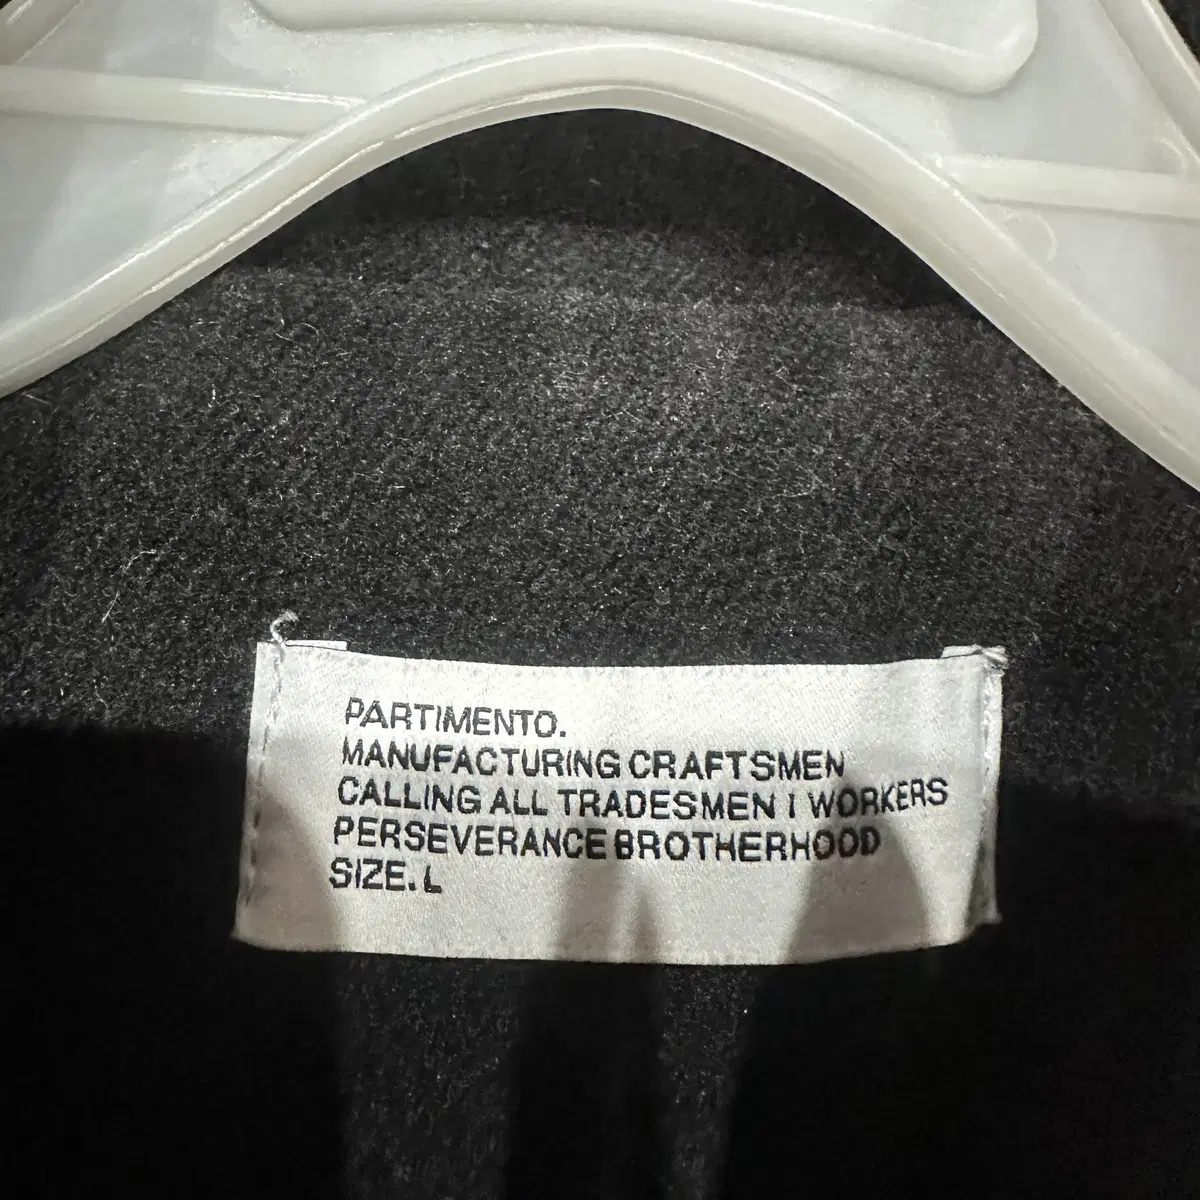 PARTIMENTO.
MANUFACTURING CRAFTSMEN
CALLING ALL TRADESMEN I WORKERS
PERSEVERANCE BROTHERHOOD
SIZE. L